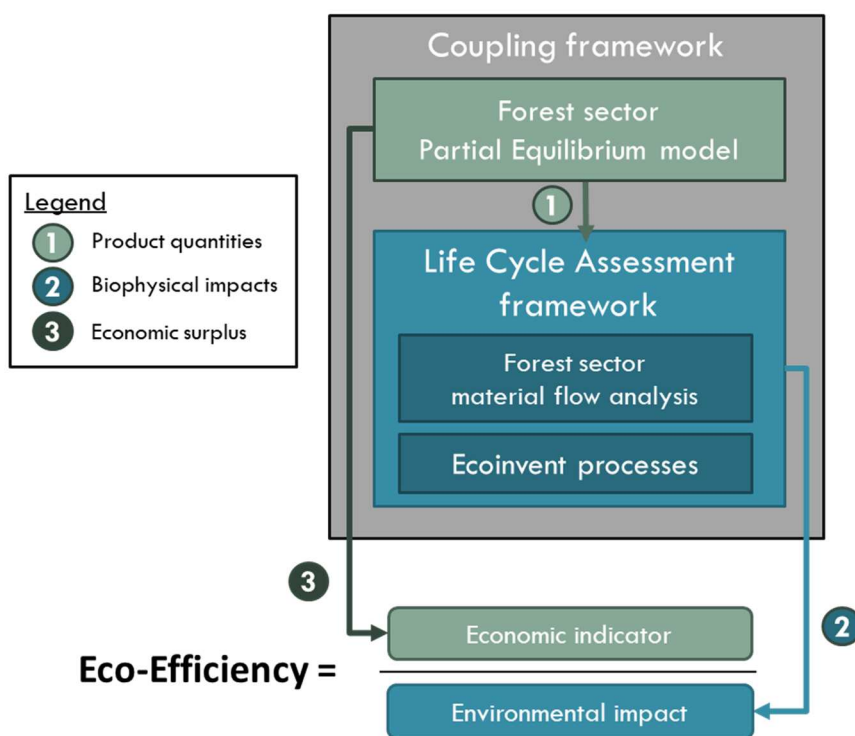 Coupling framework
Forest sector
Partial Equilibrium model
1
Legend
1 Product quantities
2 Biophysical impacts
3 Economic surplus
Life Cycle Assessment
framework
Forest sector
material flow analysis
Ecoinvent processes
3
2
Economic indicator
Eco-Efficiency =
Environmental impact